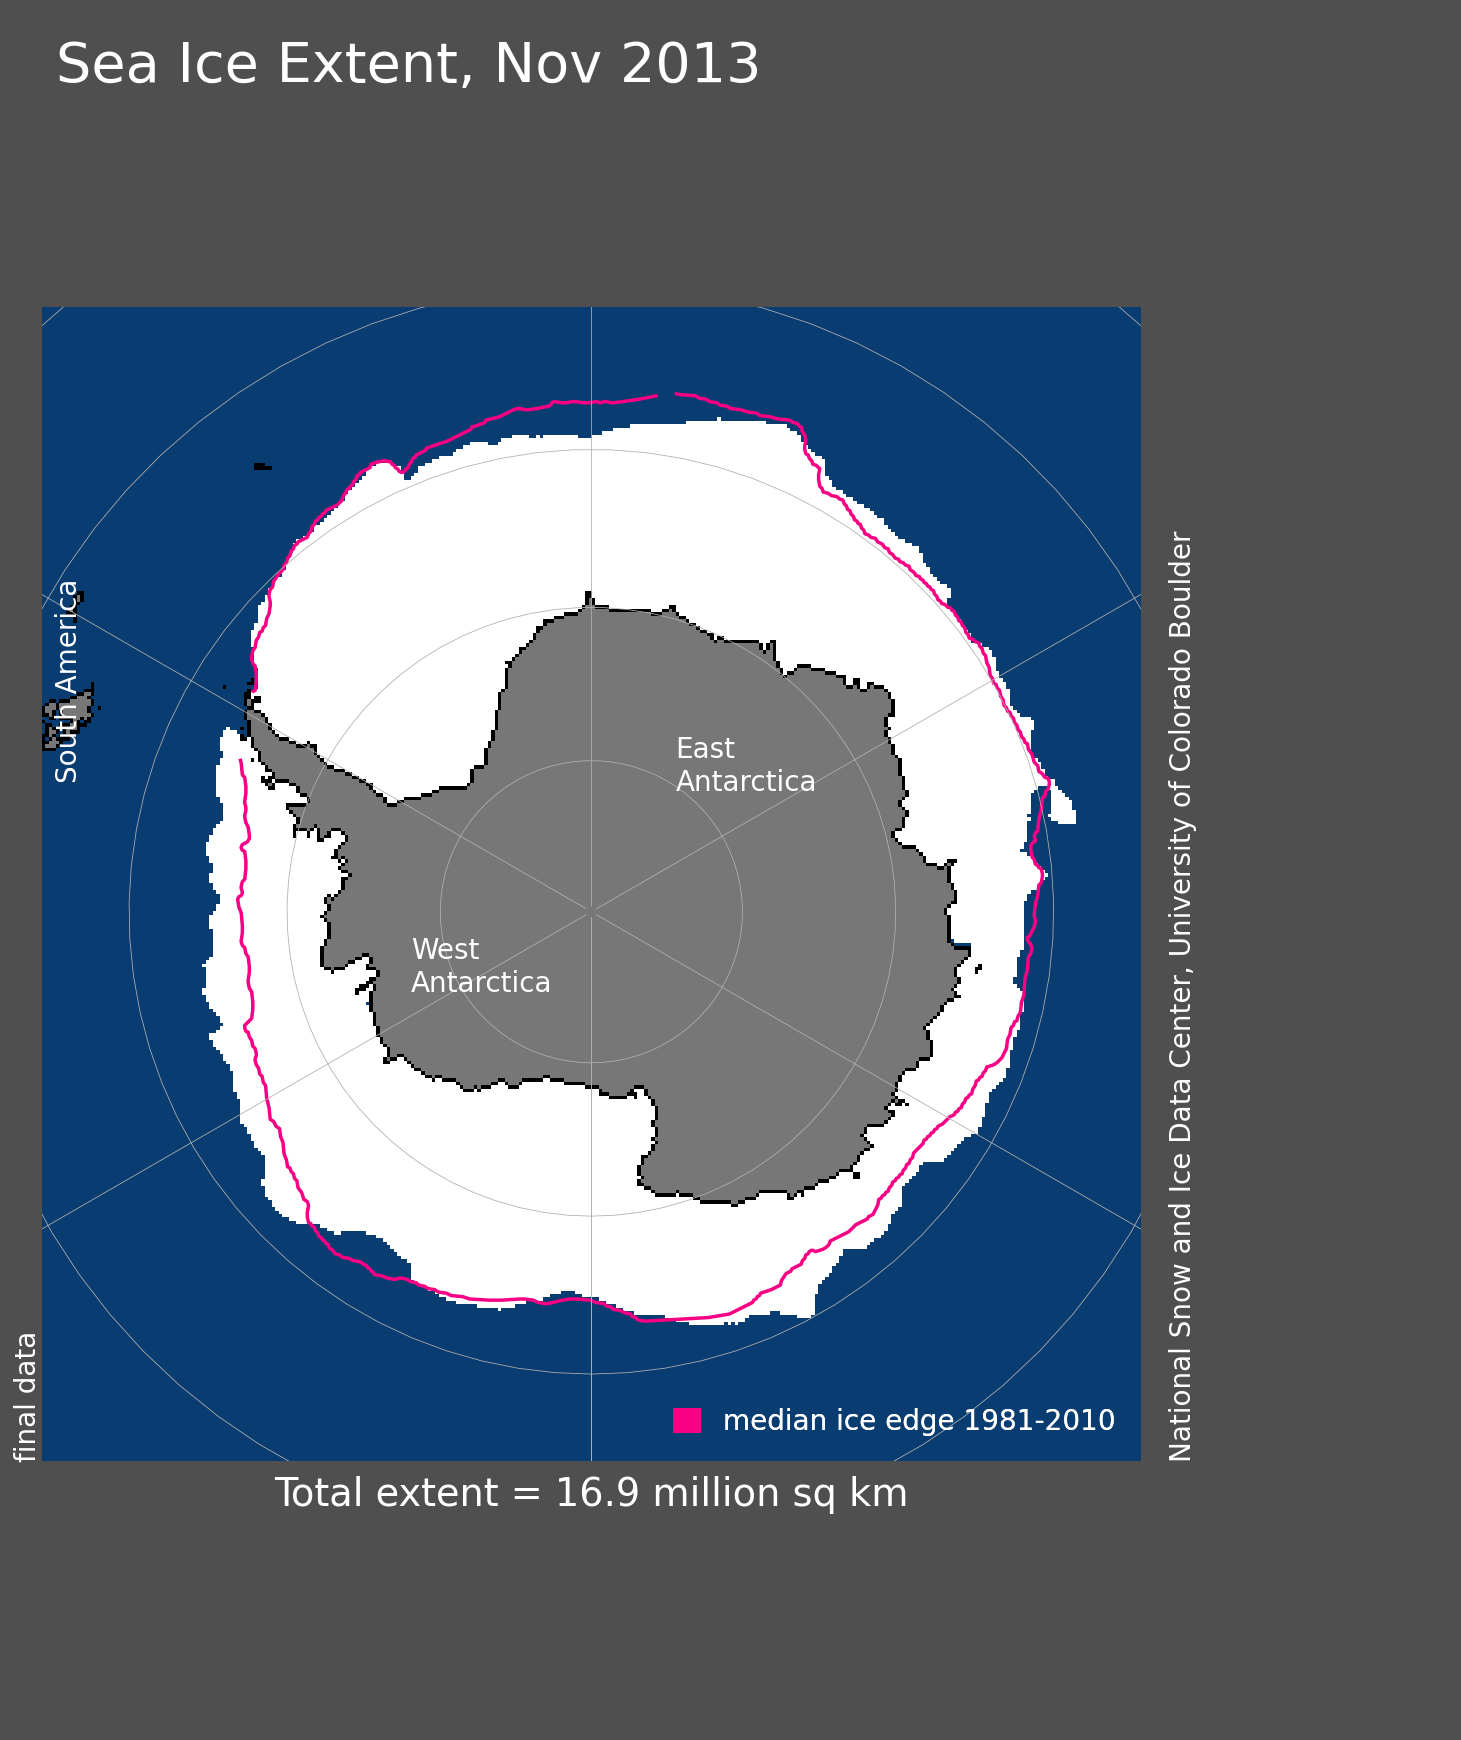 Sea Ice Extent, Nov 2013
South America
East
Antarctica
West
Antarctica
median ice edge 1981-2010
final data
National Snow and Ice Data Center, University of Colorado Boulder
Total extent = 16.9 million sq km